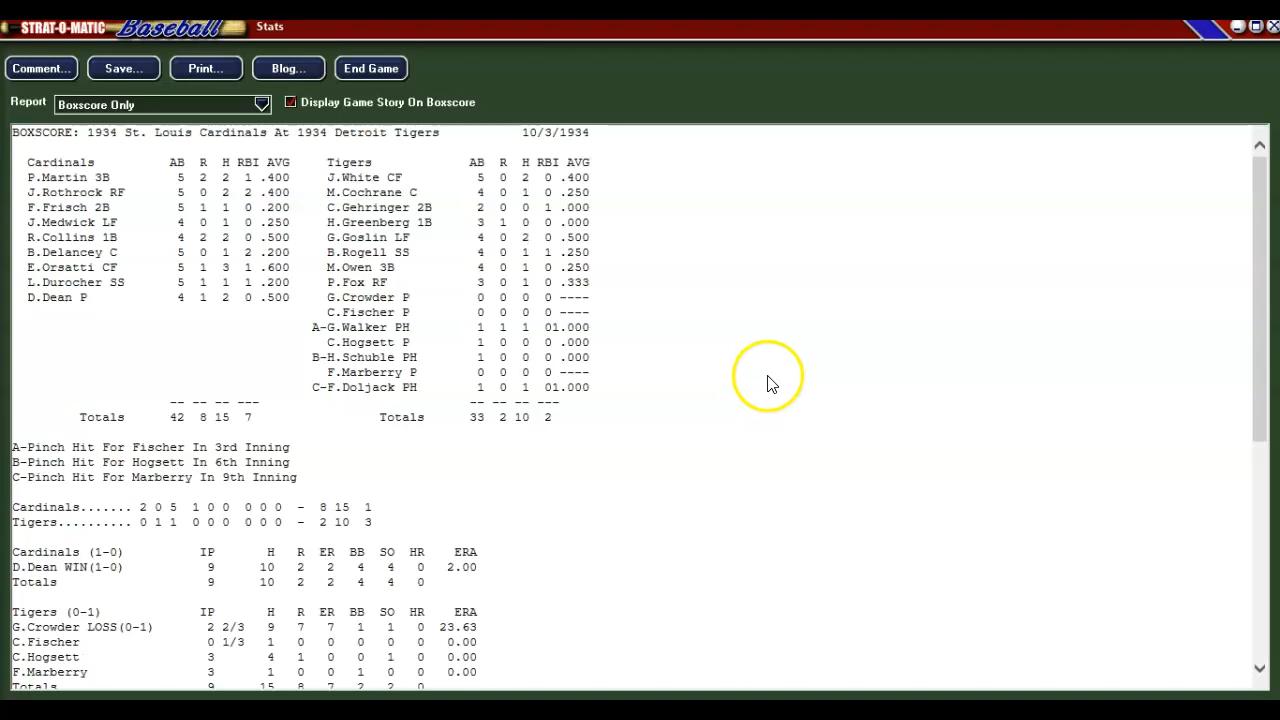 STRAT-O-MATIC Baseball Stats
Comment... Save... Print... Blog... End Game
Report Boxscore Only Display Game Story On Boxscore
BOXSCORE: 1934 St. Louis Cardinals At 1934 Detroit Tigers 10/3/1934
Cardinals AB R H RBI AVG Tigers AB R H RBI AVG
P.Martin 3B 5 2 2 1 .400 J.White CF 5 0 2 0 .400
J.Rothrock RF 5 0 2 2 .400 M.Cochrane C 4 0 1 0 .250
F.Frisch 2B 5 1 1 0 .200 C.Gehringer 2B 2 0 0 1 .000
J.Medwick LF 4 0 1 0 .250 H.Greenberg 1B 3 1 0 0 .000
R.Collins 1B 4 2 2 0 .500 G.Goslin LF 4 0 2 0 .500
B.Delancey C 5 0 1 2 .200 B.Rogell SS 4 0 1 1 .250
E.Orsatti CF 5 1 3 1 .600 M.Owen 3B 4 0 1 0 .250
L.Durocher SS 5 1 1 1 .200 P.Fox RF 3 0 1 0 .333
D.Dean P 4 1 2 0 .500 G.Crowder P 0 0 0 0 ----
C.Fischer P 0 0 0 0 ----
A-G.Walker PH 1 1 1 01.000
C.Hogsett P 1 0 0 0 .000
B-H.Schuble PH 1 0 0 0 .000
F.Marberry P 0 0 0 0 ----
C-F.Doljack PH 1 0 1 01.000
-- -- -- --- -- -- -- ---
Totals 42 8 15 7 Totals 33 2 10 2
A-Pinch Hit For Fischer In 3rd Inning
B-Pinch Hit For Hogsett In 6th Inning
C-Pinch Hit For Marberry In 9th Inning
Cardinals....... 2 0 5 1 0 0 0 0 0 - 8 15 1
Tigers.......... 0 1 1 0 0 0 0 0 0 - 2 10 3
Cardinals (1-0) IP H R ER BB SO HR ERA
D.Dean WIN(1-0) 9 10 2 2 4 4 0 2.00
Totals 9 10 2 2 4 4 0
Tigers (0-1) IP H R ER BB SO HR ERA
G.Crowder LOSS(0-1) 2 2/3 9 7 7 1 1 0 23.63
C.Fischer 0 1/3 1 0 0 0 0 0 0.00
C.Hogsett 3 4 1 0 0 1 0 0.00
F.Marberry 3 1 0 0 1 0 0 0.00
Totals 9 15 8 7 2 2 0